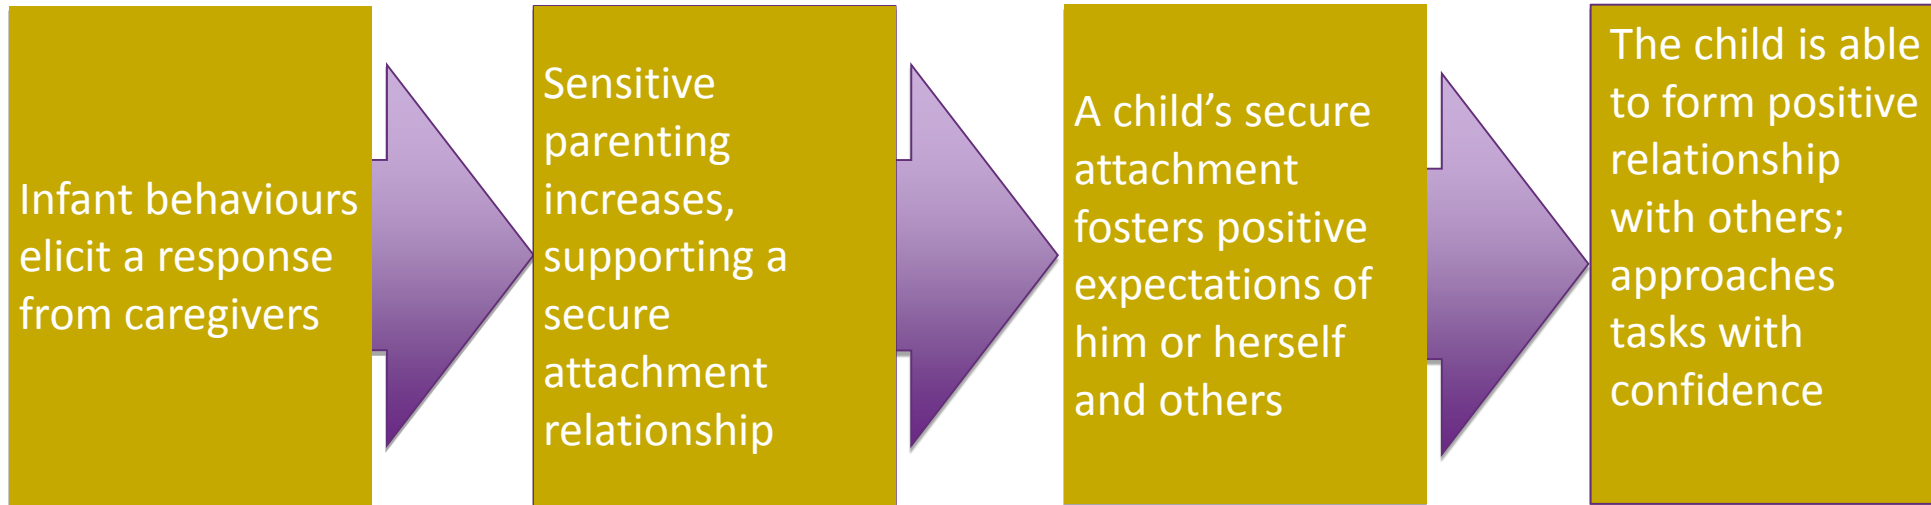 Infant behaviours
elicit a response
from caregivers
Sensitive
parenting
increases,
supporting a
secure
attachment
relationship
A child’s secure
attachment
fosters positive
expectations of
him or herself
and others
The child is able
to form positive
relationship
with others;
approaches
tasks with
confidence